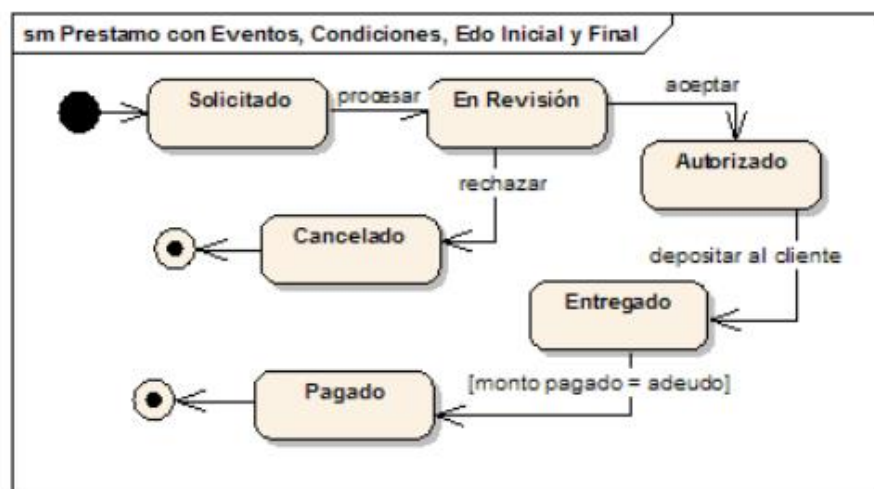 sm Prestamo con Eventos, Condiciones, Edo Inicial y Final
Solicitado
procesar
En Revisión
aceptar
Autorizado
rechazar
Cancelado
depositar al cliente
Entregado
[monto pagado = adeudo]
Pagado